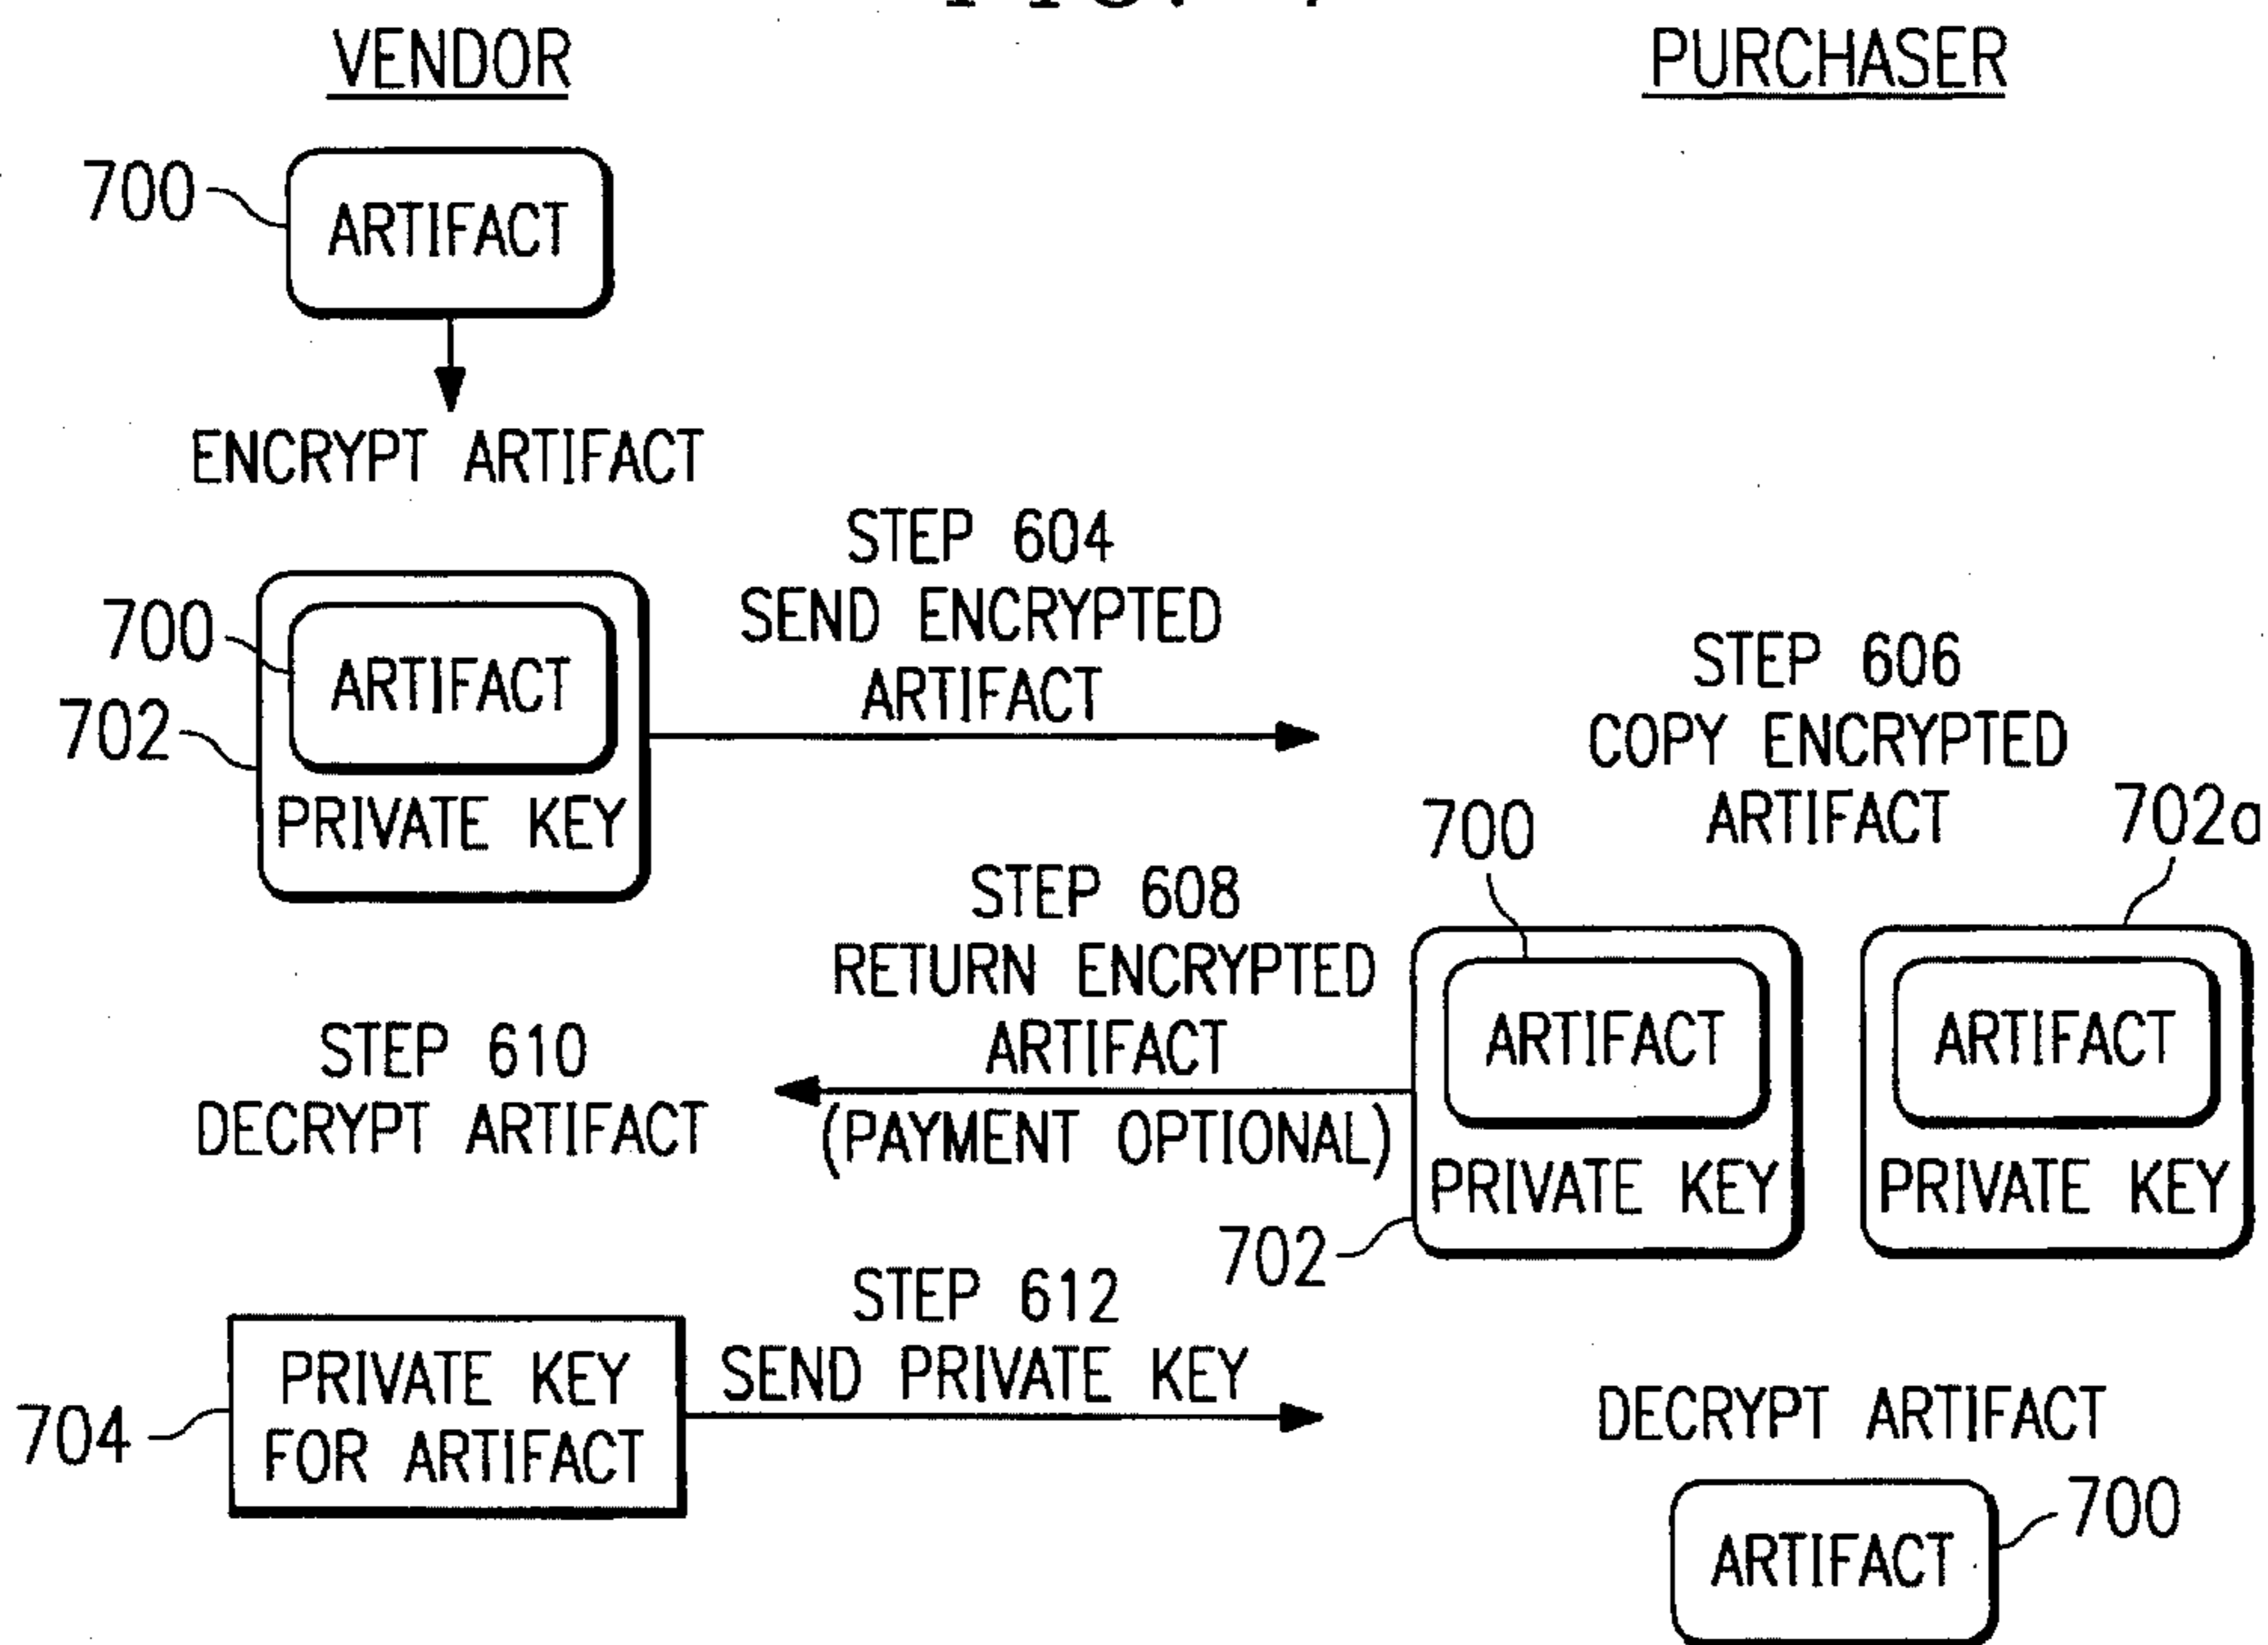 VENDOR
PURCHASER
700
ARTIFACT
ENCRYPT ARTIFACT
STEP 604
SEND ENCRYPTED
ARTIFACT
700
ARTIFACT
702
PRIVATE KEY
STEP 606
COPY ENCRYPTED
ARTIFACT
700
702a
STEP 608
RETURN ENCRYPTED
ARTIFACT
(PAYMENT OPTIONAL)
ARTIFACT
PRIVATE KEY
702
ARTIFACT
PRIVATE KEY
STEP 610
DECRYPT ARTIFACT
STEP 612
SEND PRIVATE KEY
704
PRIVATE KEY
FOR ARTIFACT
DECRYPT ARTIFACT
ARTIFACT
700